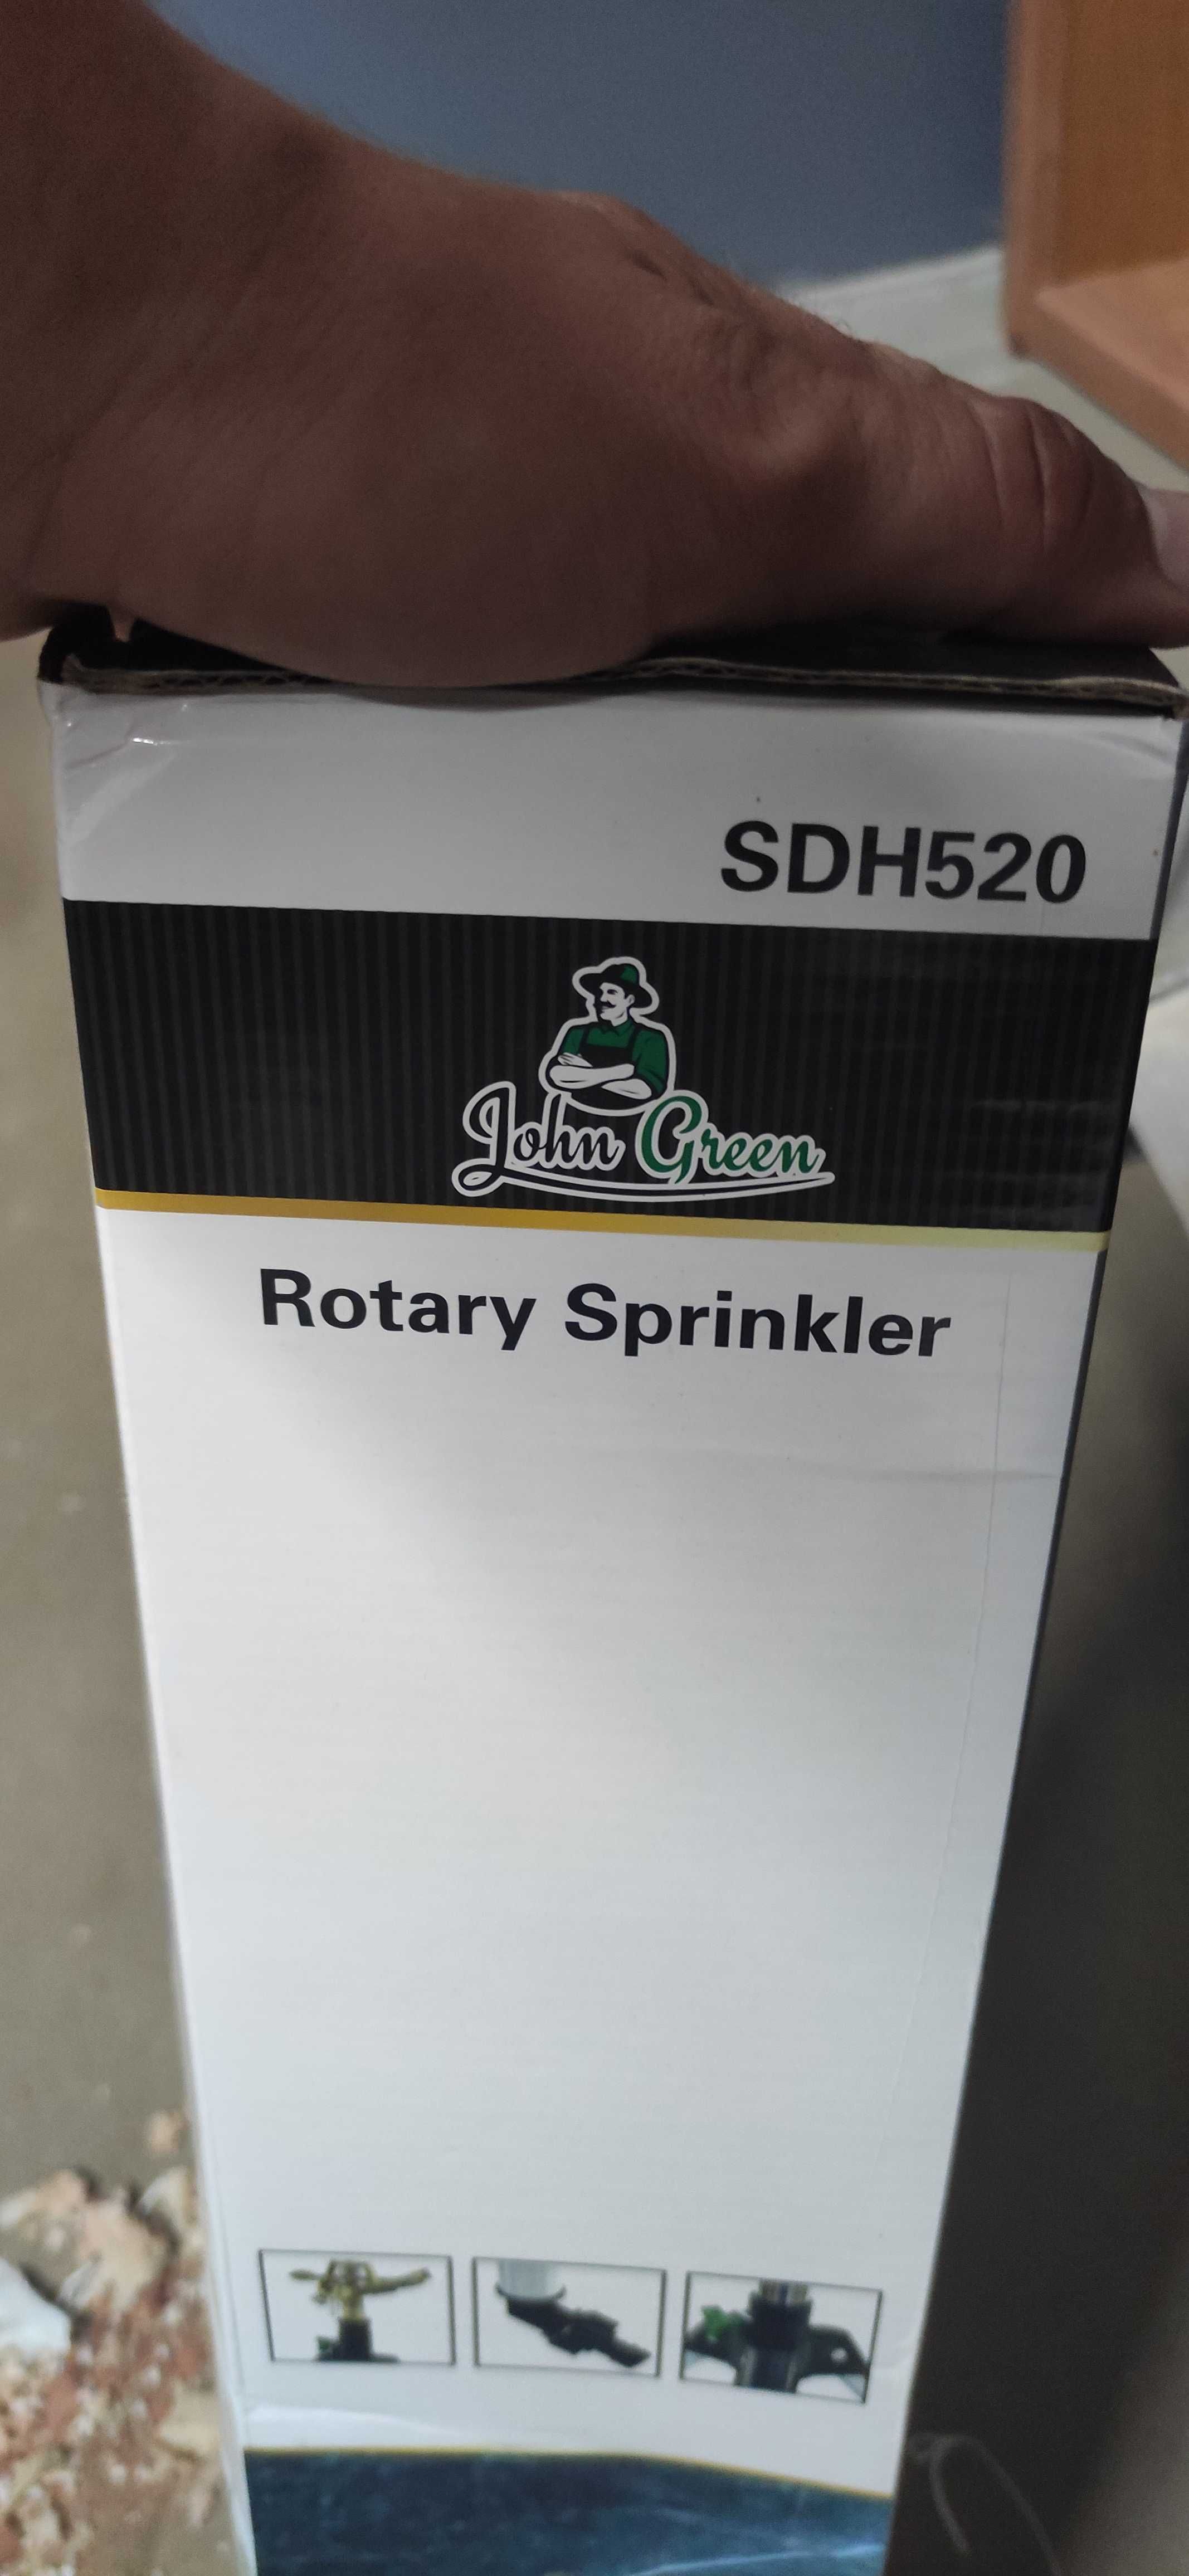 SDH520
John Green
Rotary Sprinkler